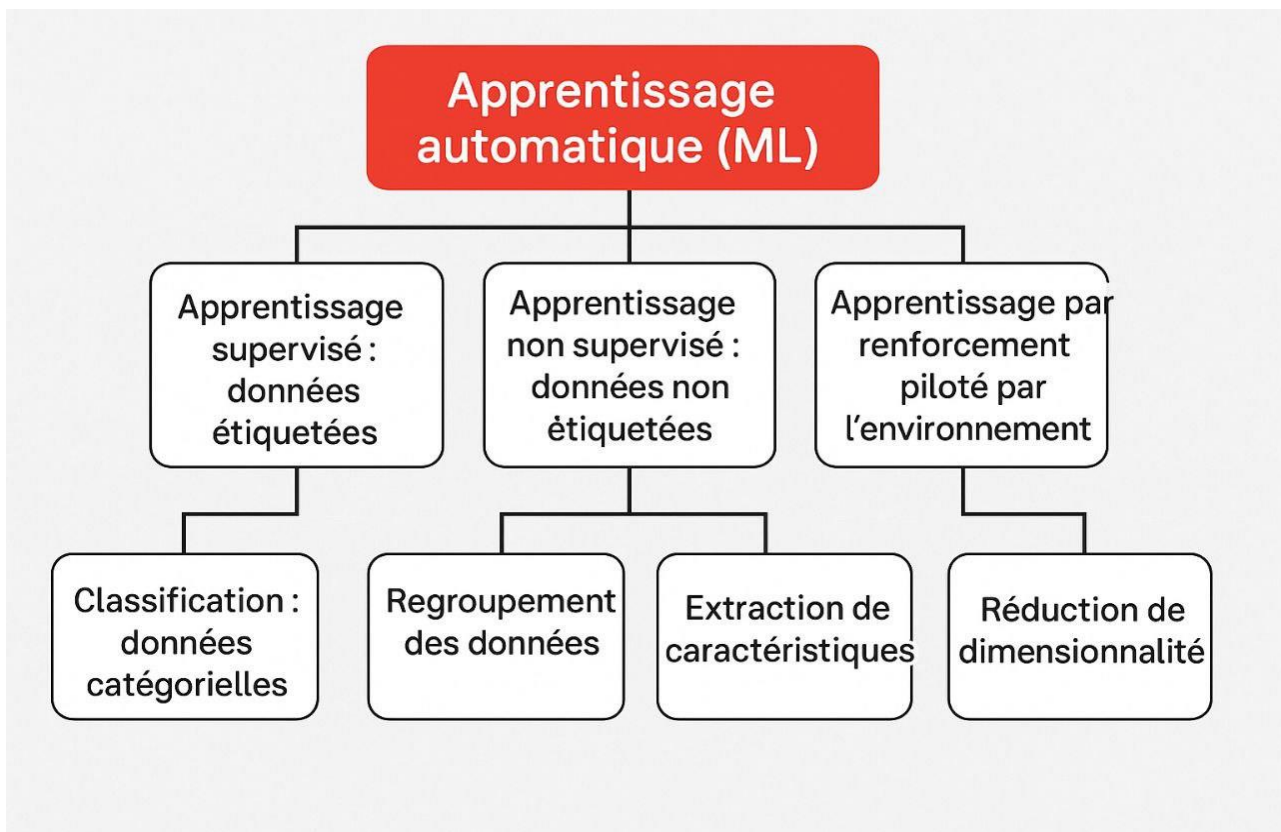 Apprentissage
automatique (ML)
Apprentissage
supervisé :
données
étiquetées
Apprentissage
non supervisé :
données non
ètiquetées
Apprentissage par
renforcement
piloté par
l'environnement
Classification :
données
catégorielles
Regroupement
des données
Extraction de
caractéristiques
Réduction de
dimensionnalité